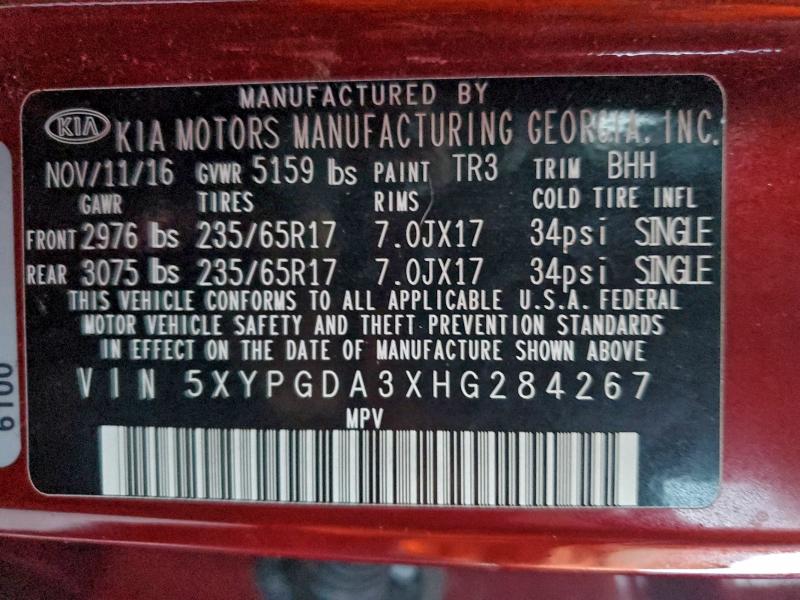 MANUFACTURED BY
KIA KIA MOTORS MANUFACTURING GEORGIA, INC.
NOV/11/16 GVWR 5159 lbs PAINT TR3 TRIM BHH
GAWR TIRES RIMS COLD TIRE INFL
FRONT 2976 lbs 235/65R17 7.0JX17 34psi SINGLE
REAR 3075 lbs 235/65R17 7.0JX17 34psi SINGLE
THIS VEHICLE CONFORMS TO ALL APPLICABLE U.S.A. FEDERAL
MOTOR VEHICLE SAFETY AND THEFT PREVENTION STANDARDS
IN EFFECT ON THE DATE OF MANUFACTURE SHOWN ABOVE
VIN 5XYPGDA3XHG284267
MPV
6100